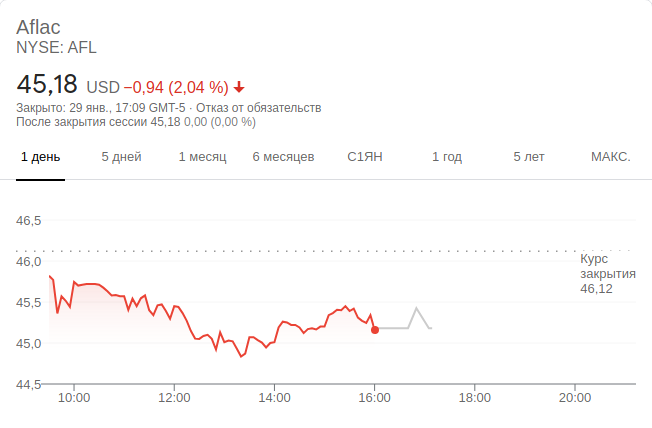 Aflac
NYSE: AFL
45,18 USD −0,94 (2,04 %)
Закрыто: 29 янв., 17:09 GMT-5 · Отказ от обязательств
После закрытия сессии 45,18 0,00 (0,00 %)
1 день 5 дней 1 месяц 6 месяцев С1ЯН 1 год 5 лет МАКС.
46,5
46,0
45,5
45,0
44,5
Курс
закрытия
46,12
10:00 12:00 14:00 16:00 18:00 20:00